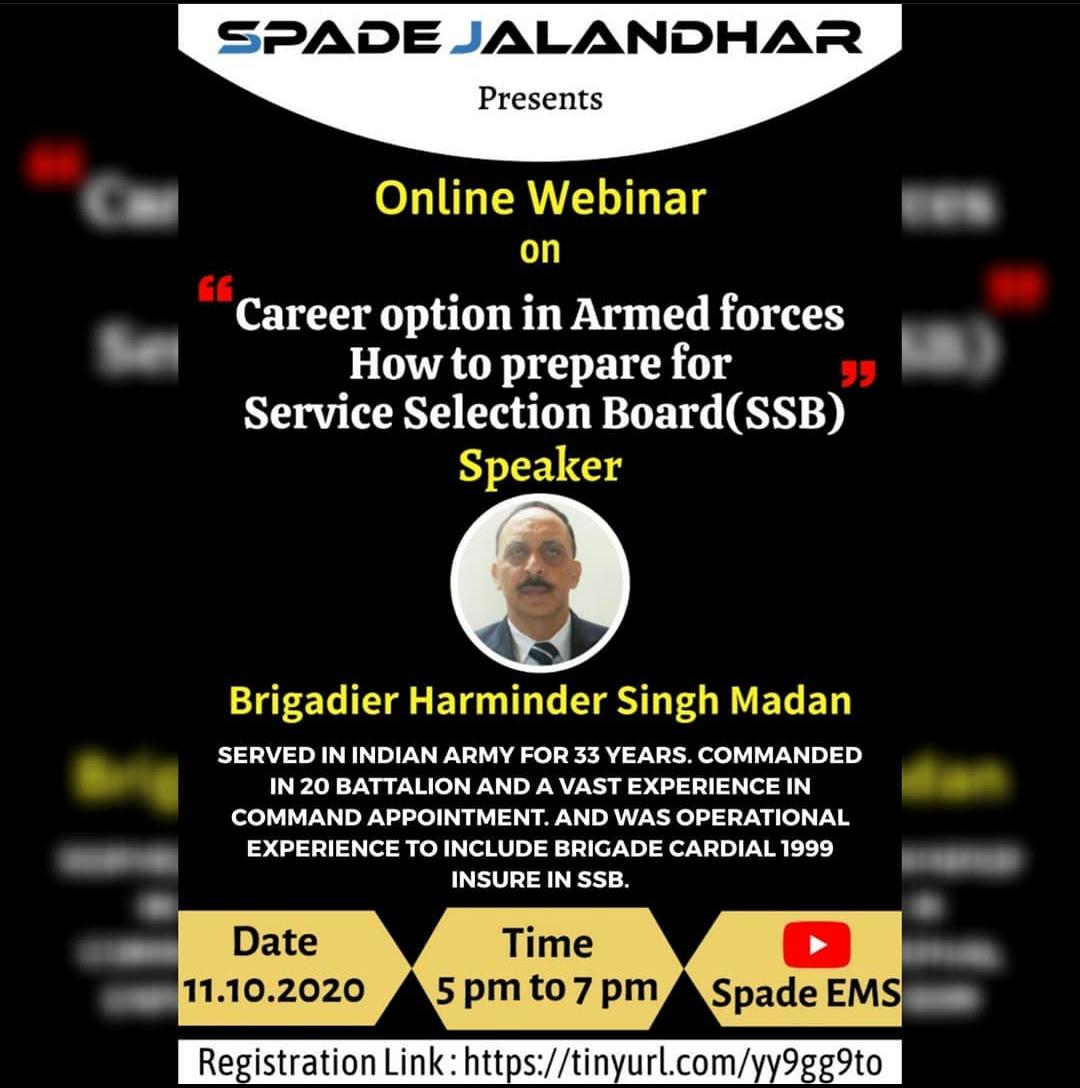 SPADE JALANDHAR
Presents
Online Webinar
on
“Career option in Armed forces
How to prepare for
Service Selection Board(SSB)”
Speaker
Brigadier Harminder Singh Madan
SERVED IN INDIAN ARMY FOR 33 YEARS. COMMANDED
IN 20 BATTALION AND A VAST EXPERIENCE IN
COMMAND APPOINTMENT. AND WAS OPERATIONAL
EXPERIENCE TO INCLUDE BRIGADE CARDIAL 1999
INSURE IN SSB.
Date
11.10.2020
Time
5 pm to 7 pm
Spade EMS
Registration Link : https://tinyurl.com/yy9gg9to